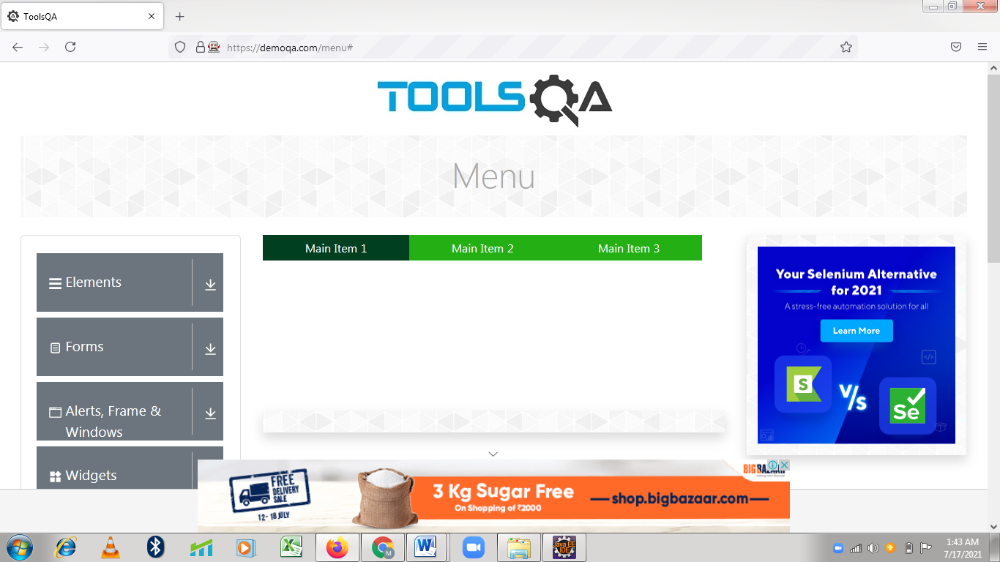 ToolsQA
https://demoqa.com/menu#
TOOLSQA
Menu
Main Item 1 Main Item 2 Main Item 3
Elements
Forms
Alerts, Frame &
Windows
Widgets
Your Selenium Alternative
for 2021
A stress-free automation solution for all
Learn More
S
V/s
Se
FREE
DELIVERY
SALE
12- 18 JULY
3 Kg Sugar Free
On Shopping of ₹2000
shop.bigbazaar.com
BIG BAZAAR
Java EE
IDE
M
1:43 AM
7/17/2021